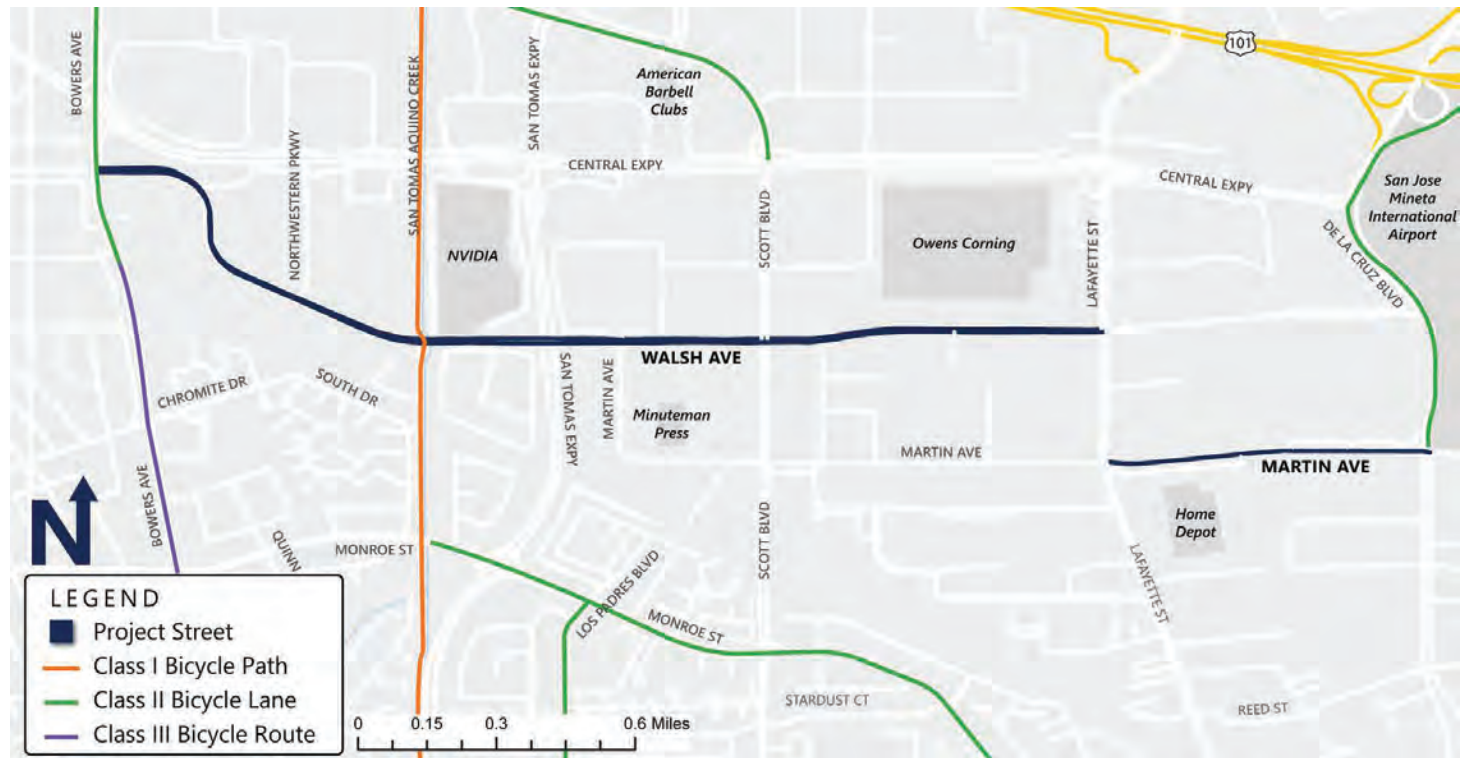 BOWERS AVE
NORTHWESTERN PKWY
SAN TOMAS AQUINO CREEK
SAN TOMAS EXPY
American
Barbell
Clubs
101
CENTRAL EXPY
CENTRAL EXPY
San Jose
Mineta
International
Airport
NVIDIA
SCOTT BLVD
Owens Corning
LAFAYETTE ST
DE LA CRUZ BLVD
WALSH AVE
CHROMITE DR
SOUTH DR
SAN TOMAS EXPY
MARTIN AVE
Minuteman
Press
MARTIN AVE
MARTIN AVE
BOWERS AVE
N
QUINN
MONROE ST
LOS PADRES BLVD
MONROE ST
SCOTT BLVD
Home
Depot
LAFAYETTE ST
STARDUST CT
REED ST
LEGEND
Project Street
Class I Bicycle Path
Class II Bicycle Lane
Class III Bicycle Route
0 0.15 0.3 0.6 Miles